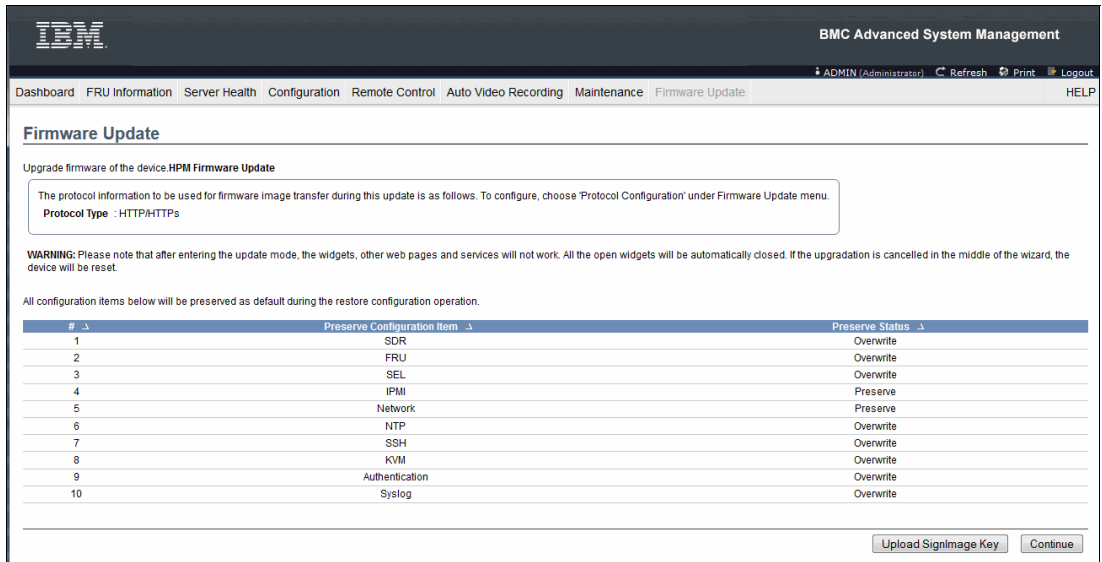 IBM.
BMC Advanced System Management
ADMIN (Administrator) Refresh Print Logout
Dashboard FRU Information Server Health Configuration Remote Control Auto Video Recording Maintenance Firmware Update HELP
Firmware Update
Upgrade firmware of the device.HPM Firmware Update
The protocol information to be used for firmware image transfer during this update is as follows. To configure, choose 'Protocol Configuration' under Firmware Update menu.
Protocol Type : HTTP/HTTPs
WARNING: Please note that after entering the update mode, the widgets, other web pages and services will not work. All the open widgets will be automatically closed. If the upgradation is cancelled in the middle of the wizard, the
device will be reset.
All configuration items below will be preserved as default during the restore configuration operation.
# Preserve Configuration Item Preserve Status
1 SDR Overwrite
2 FRU Overwrite
3 SEL Overwrite
4 IPMI Preserve
5 Network Preserve
6 NTP Overwrite
7 SSH Overwrite
8 KVM Overwrite
9 Authentication Overwrite
10 Syslog Overwrite
Upload SignImage Key Continue